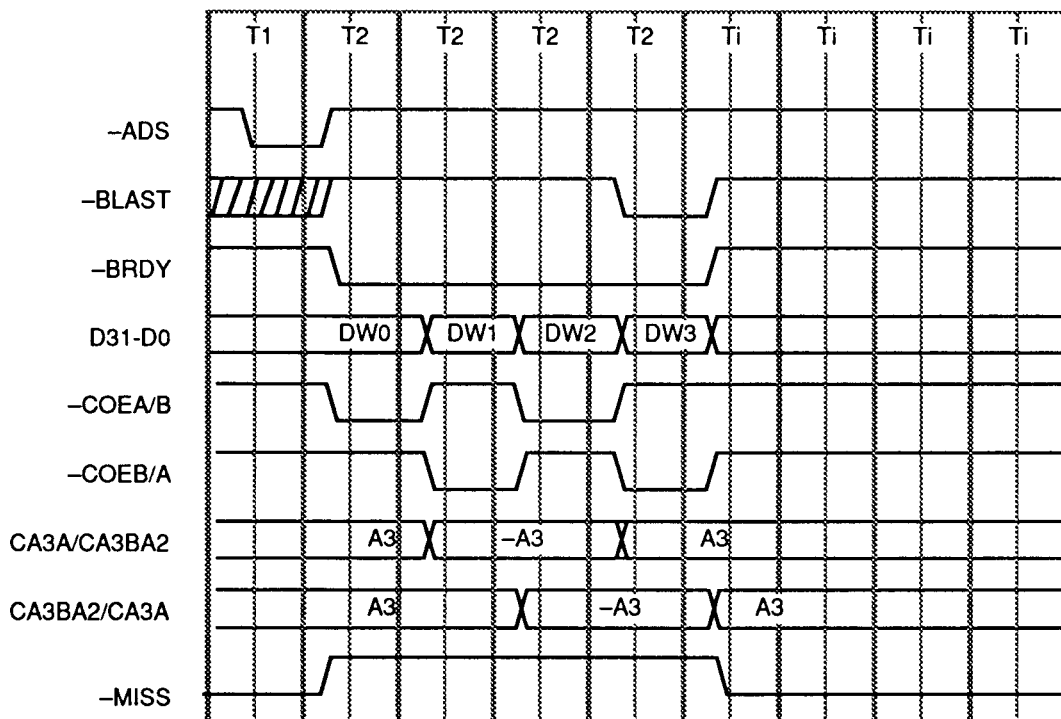 T1 T2 T2 T2 T2 Ti Ti Ti Ti
–ADS
–BLAST
–BRDY
D31-D0 DW0 DW1 DW2 DW3
–COEA/B
–COEB/A
CA3A/CA3BA2 A3 –A3 A3
CA3BA2/CA3A A3 –A3 A3
–MISS